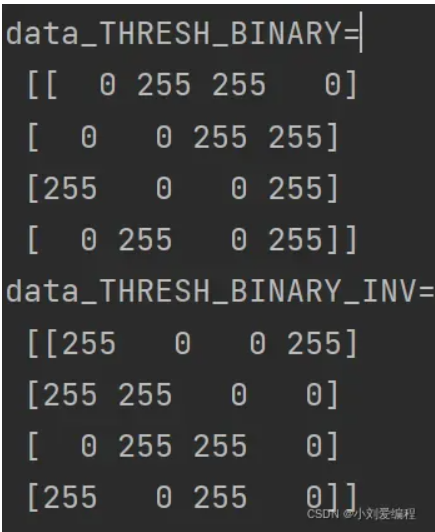 data_THRESH_BINARY=
[[  0 255 255   0]
[  0   0 255 255]
[255   0   0 255]
[  0 255   0 255]]
data_THRESH_BINARY_INV=
[[255   0   0 255]
[255 255   0   0]
[  0 255 255   0]
[255   0 255   0]]
CSDN @小刘爱编程